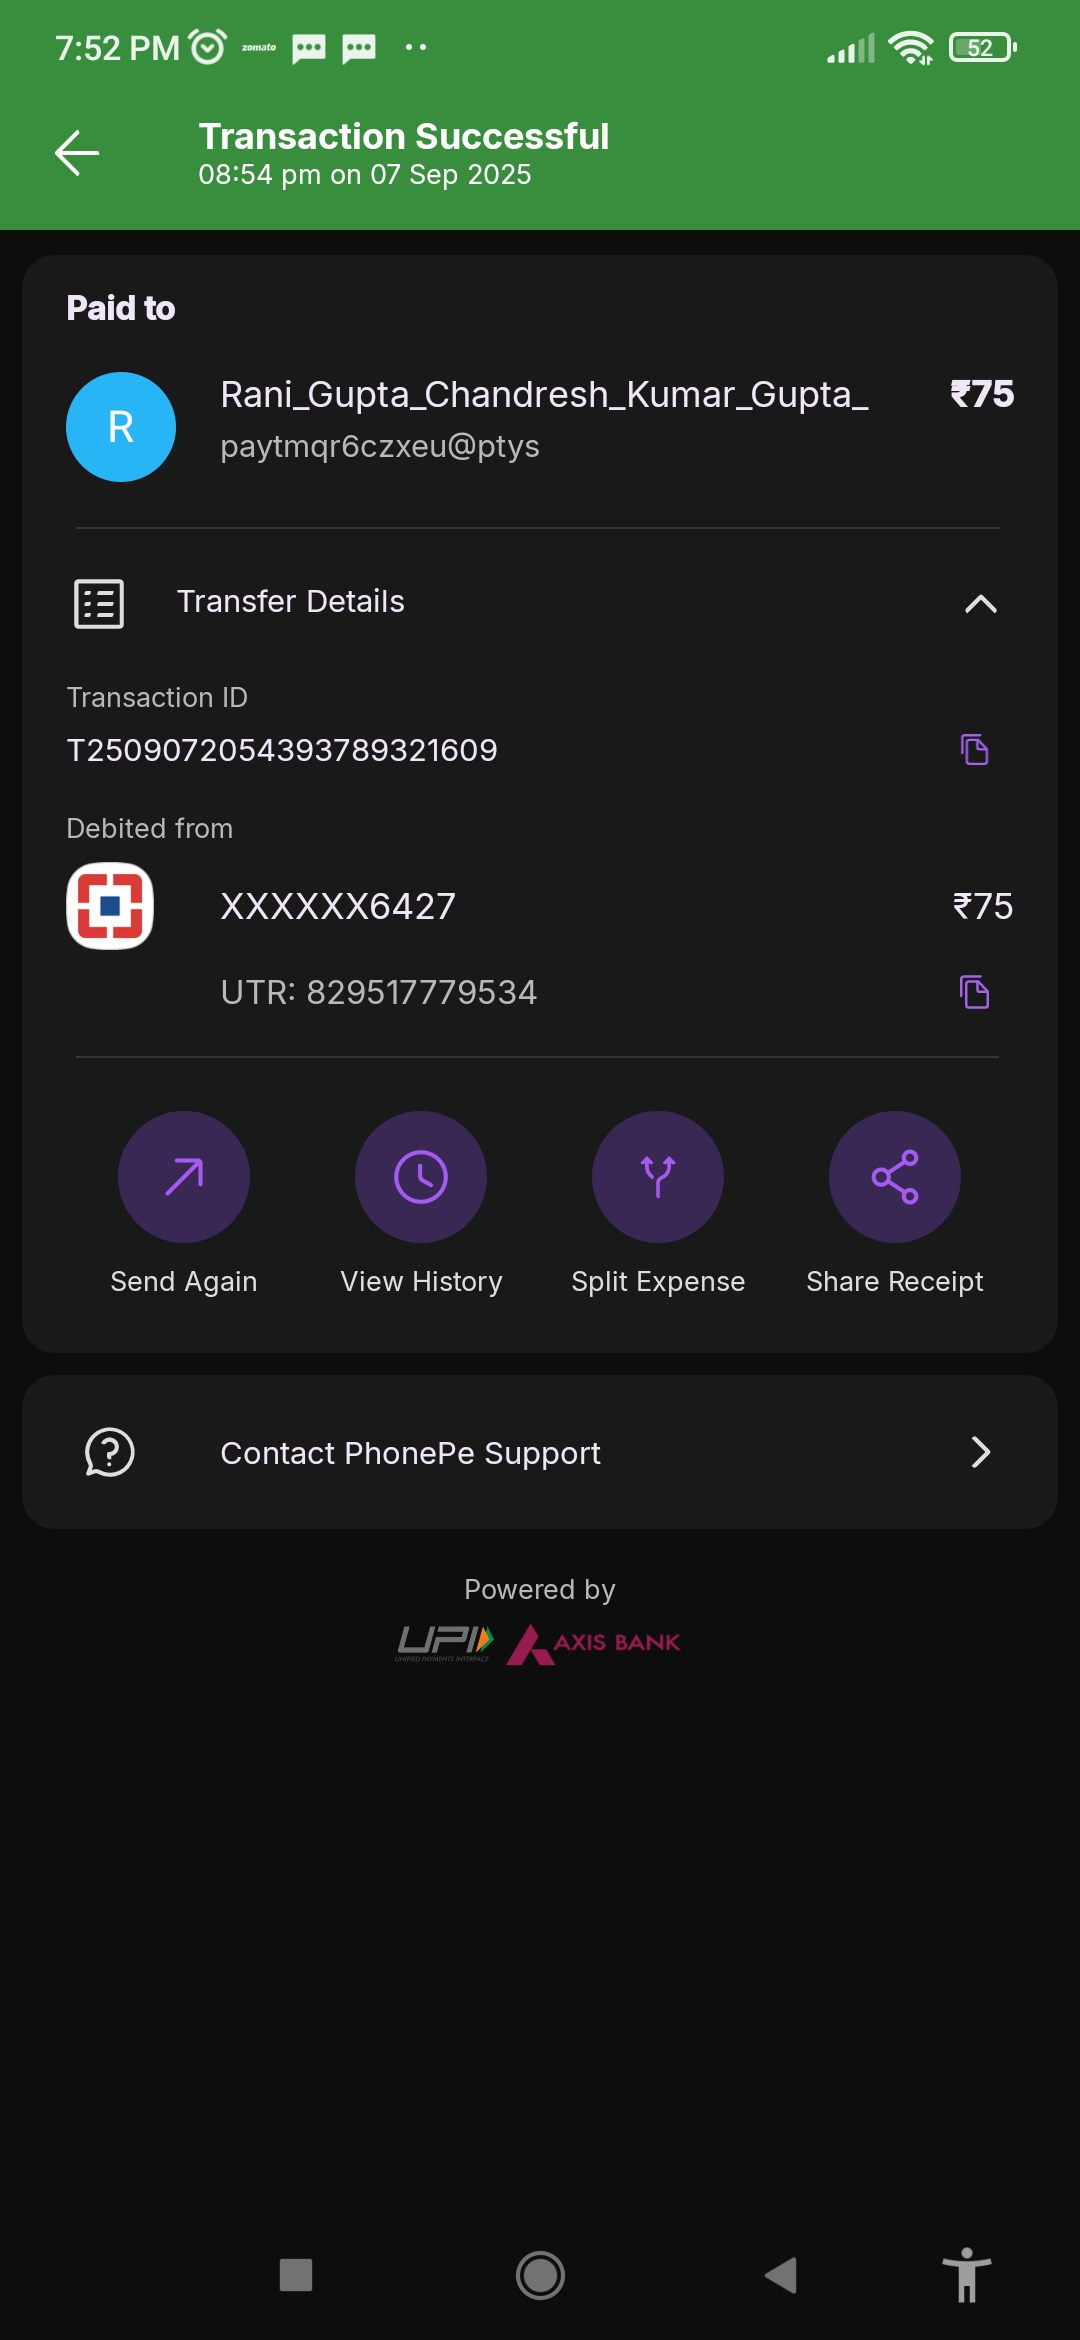 7:52 PM zomato 52
Transaction Successful
08:54 pm on 07 Sep 2025
Paid to
R
Rani_Gupta_Chandresh_Kumar_Gupta_ ₹75
paytmqr6czxeu@ptys
Transfer Details
Transaction ID
T2509072054393789321609
Debited from
XXXXXX6427 ₹75
UTR: 829517779534
Send Again View History Split Expense Share Receipt
Contact PhonePe Support
Powered by
UPI AXIS BANK
UNIFIED PAYMENTS INTERFACE